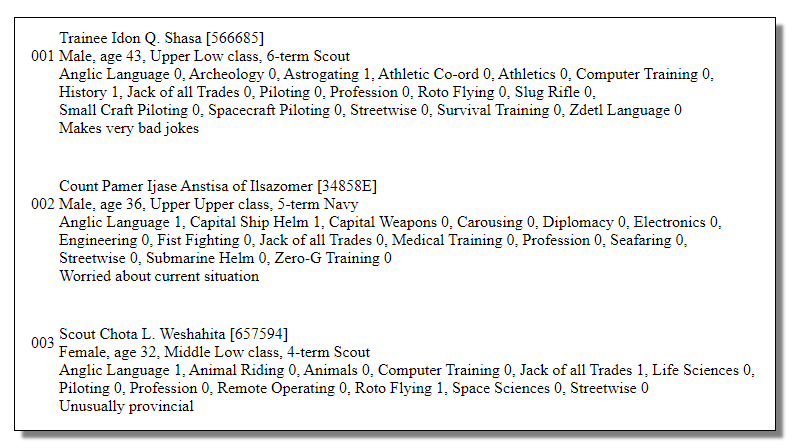 Trainee Idon Q. Shasa [566685]
001 Male, age 43, Upper Low class, 6-term Scout
Anglic Language 0, Archeology 0, Astrogating 1, Athletic Co-ord 0, Athletics 0, Computer Training 0,
History 1, Jack of all Trades 0, Piloting 0, Profession 0, Roto Flying 0, Slug Rifle 0,
Small Craft Piloting 0, Spacecraft Piloting 0, Streetwise 0, Survival Training 0, Zdetl Language 0
Makes very bad jokes
Count Pamer Ijase Anstisa of Ilsazomer [34858E]
002 Male, age 36, Upper Upper class, 5-term Navy
Anglic Language 1, Capital Ship Helm 1, Capital Weapons 0, Carousing 0, Diplomacy 0, Electronics 0,
Engineering 0, Fist Fighting 0, Jack of all Trades 0, Medical Training 0, Profession 0, Seafaring 0,
Streetwise 0, Submarine Helm 0, Zero-G Training 0
Worried about current situation
Scout Chota L. Weshahita [657594]
003
Female, age 32, Middle Low class, 4-term Scout
Anglic Language 1, Animal Riding 0, Animals 0, Computer Training 0, Jack of all Trades 1, Life Sciences 0,
Piloting 0, Profession 0, Remote Operating 0, Roto Flying 1, Space Sciences 0, Streetwise 0
Unusually provincial